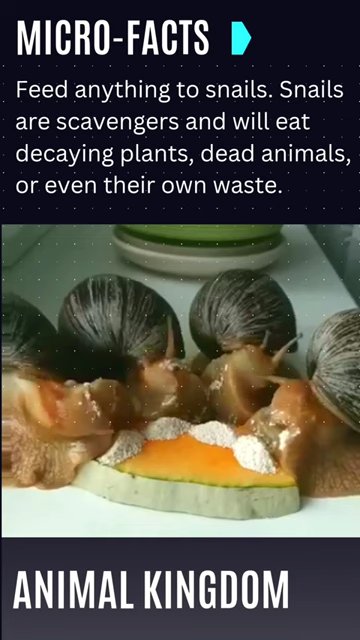 MICRO-FACTS
Feed anything to snails. Snails
are scavengers and will eat
decaying plants, dead animals,
or even their own waste.
ANIMAL KINGDOM